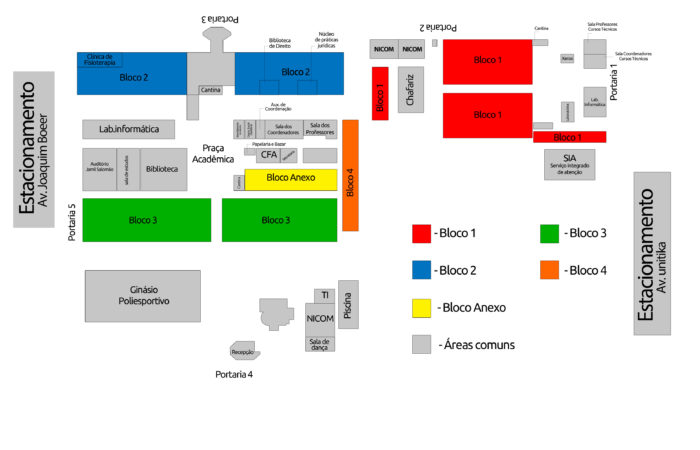 Portaria 3
Portaria 2
Biblioteca
de Direito
Núcleo
de práticas
jurídicas
Clínica de
Fisioterapia
Bloco 2
Bloco 2
Cantina
NICOM
NICOM
Cantina
Sala Professores
Cursos Técnicos
Sala Coordenadores
Cursos Técnicos
Xerox
Portaria 1
Bloco 1
Bloco 1
Chafariz
Bloco 1
Lab.
Informática
Bloco 1
SIA
Serviço integrado
de atenção
Estacionamento
Av. Joaquim Boeer
Aux. de
Coordenação
Lab.informática
Sala dos
Coordenadores
Sala dos
Professores
Praça
Acadêmica
Papelaria e Bazar
CFA
Auditório
Jamil Salomão
sala de estudos
Biblioteca
Bloco Anexo
Bloco 4
Portaria 5
Bloco 3
Bloco 3
Estacionamento
Av. unitika
- Bloco 1
- Bloco 3
- Bloco 2
- Bloco 4
- Bloco Anexo
- Áreas comuns
Ginásio
Poliesportivo
TI
NICOM
Sala de
dança
Piscina
Recepção
Portaria 4